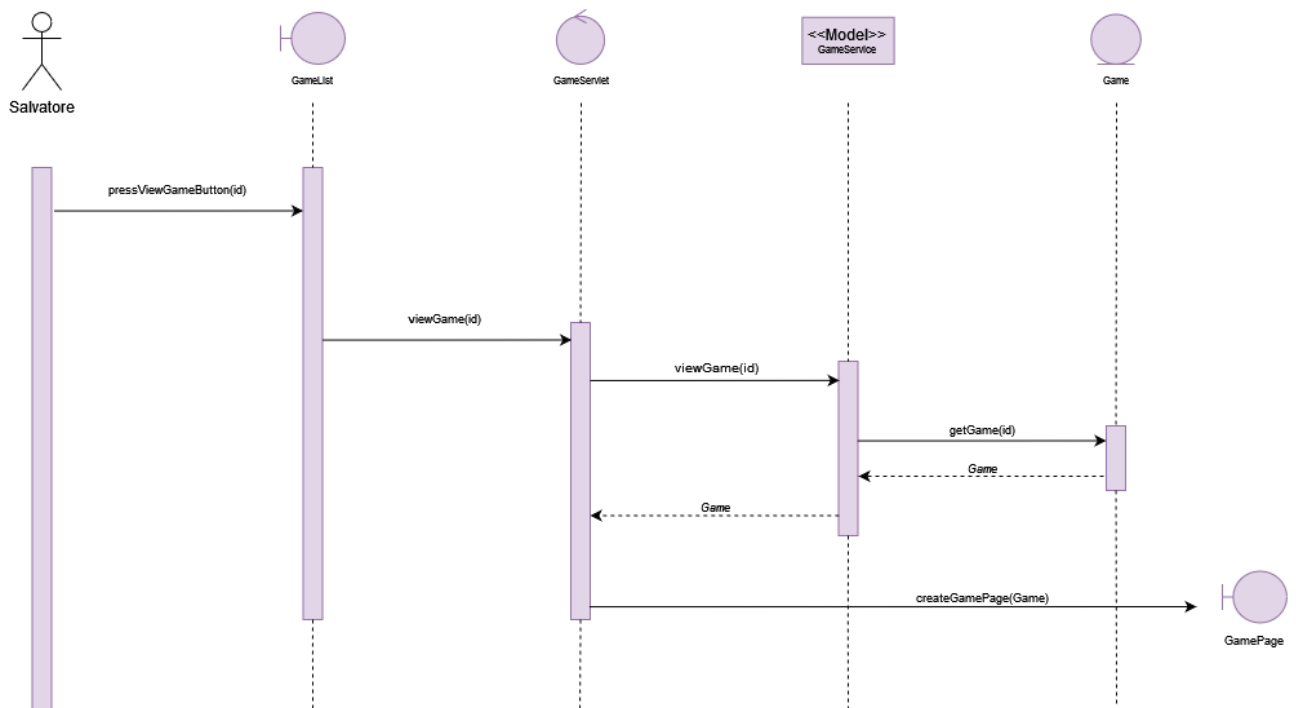 Salvatore
GameList
GameServlet
<<Model>>
GameService
Game
pressViewGameButton(id)
viewGame(id)
viewGame(id)
getGame(id)
Game
Game
createGamePage(Game)
GamePage